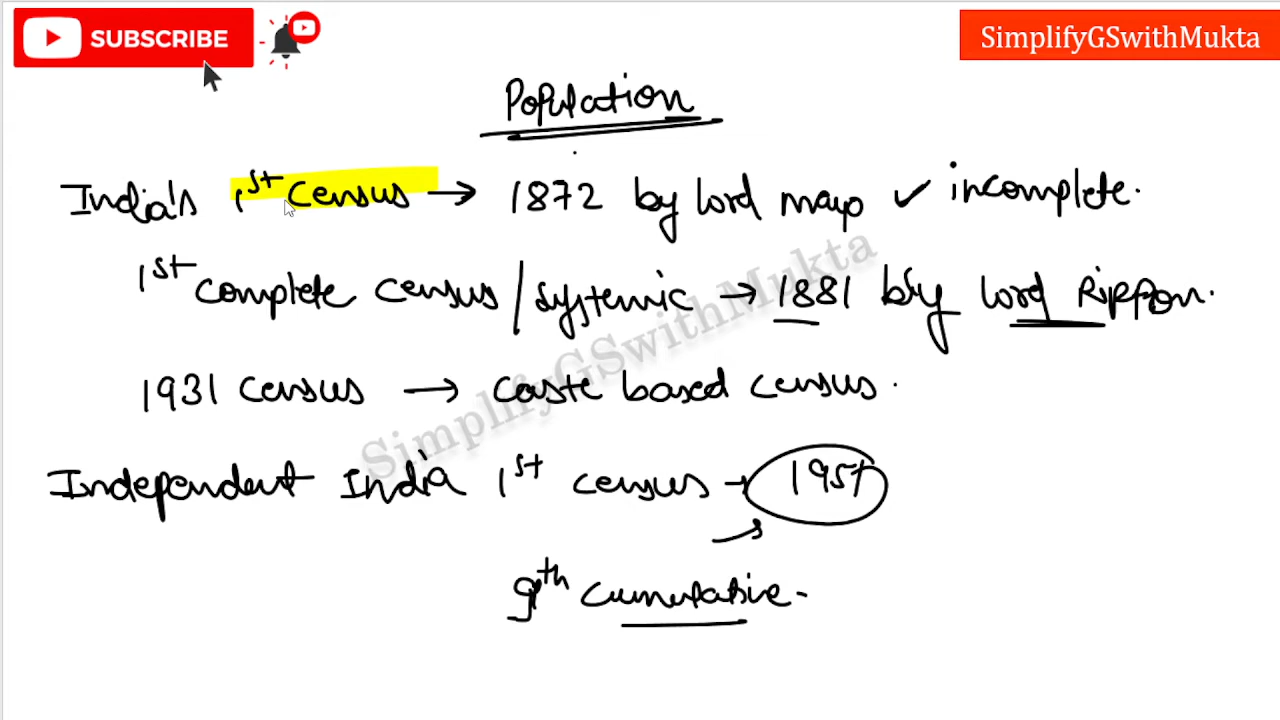 SUBSCRIBE
SimplifyGSwithMukta
Population
India's 1st Census → 1872 by lord mayo ✓ incomplete.
1st complete census / systemic → 1881 by lord Rippon.
1931 census → caste based census.
Independent India 1st census → 1951
9th cumulative.
SimplifyGSwithMukta